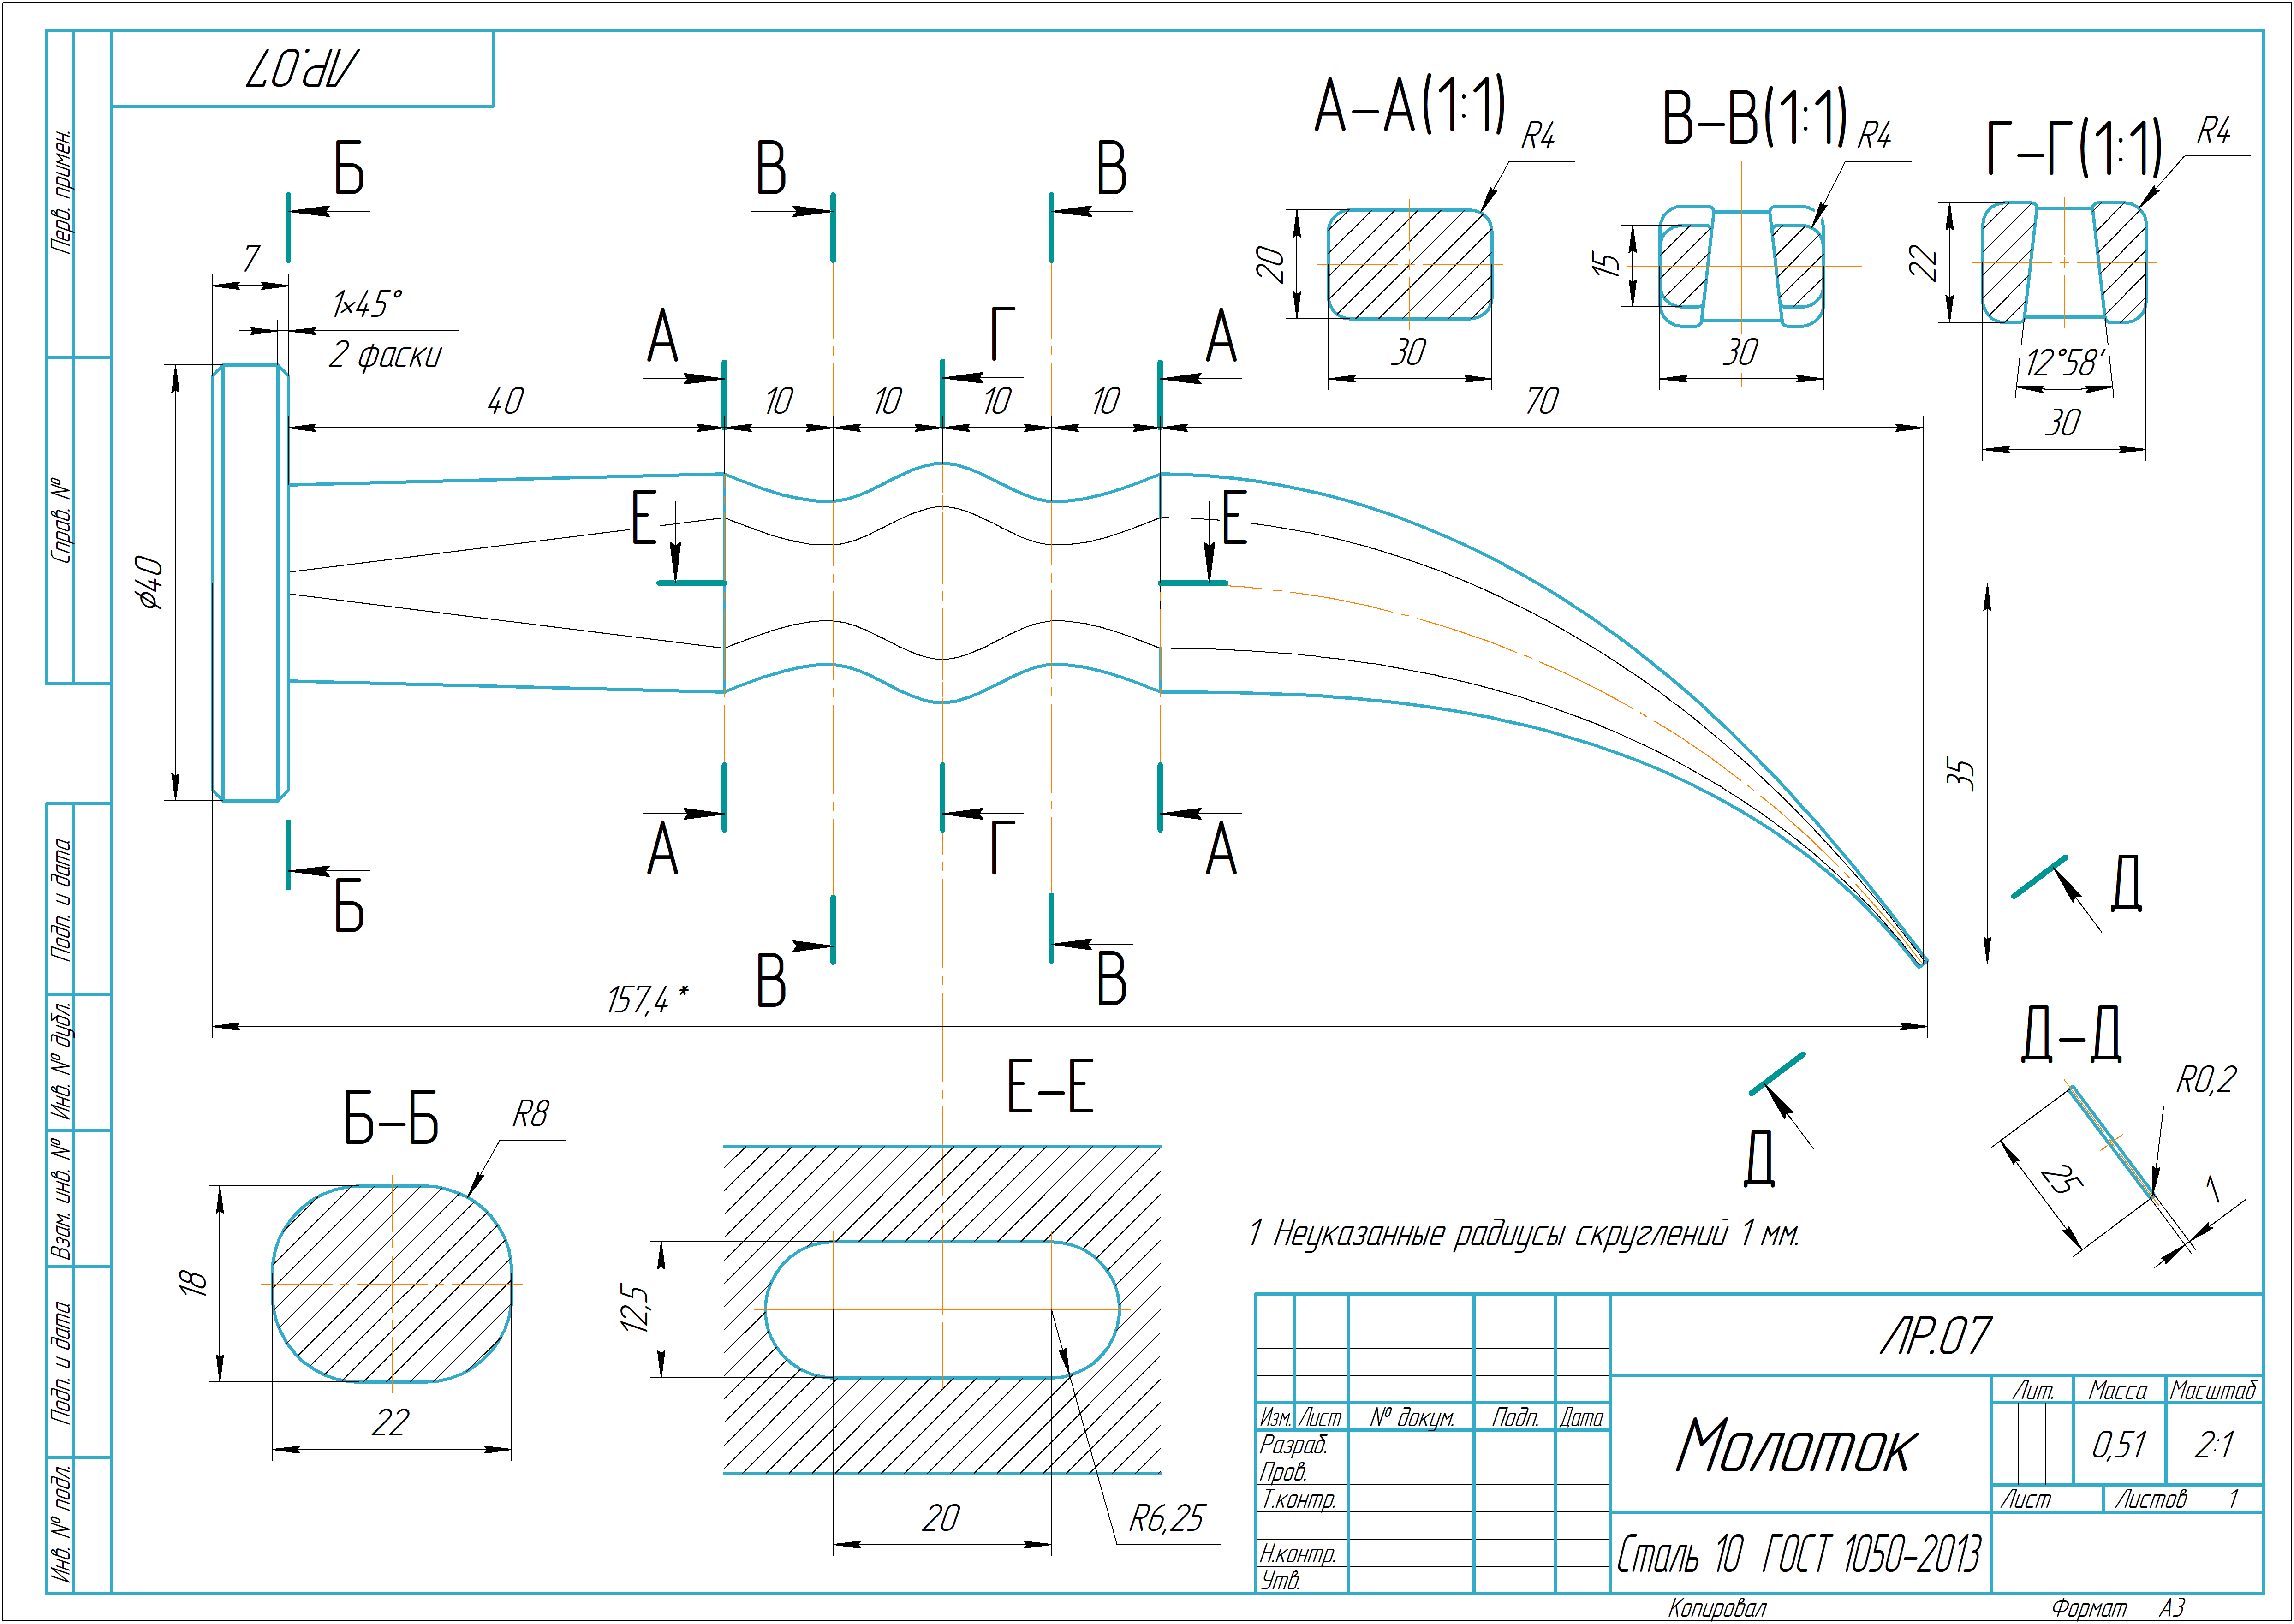 ЛР.07
Перв. примен.
Справ. №
Подп. и дата
Инв. № дубл.
Взам. инв. №
Подп. и дата
Инв. № подл.
А–А(1:1)
R4
20
30
В–В(1:1)
R4
15
30
Г–Г(1:1)
R4
22
12°58'
30
Б
В
В
7
1×45°
2 фаски
А
Г
А
40
10
10
10
10
70
Е
Е
ϕ40
35
А
Г
А
Б
В
В
Д
Д
157,4 *
Б–Б
R8
18
22
Е–Е
12,5
20
R6,25
Д–Д
R0,2
25
1
1 Неуказанные радиусы скруглений 1 мм.
ЛР.07
Изм. Лист № докум. Подп. Дата
Разраб.
Пров.
Т.контр.
Н.контр.
Утв.
Молоток
Лит. Масса Масштаб
0,51 2:1
Лист Листов 1
Сталь 10 ГОСТ 1050-2013
Копировал Формат А3